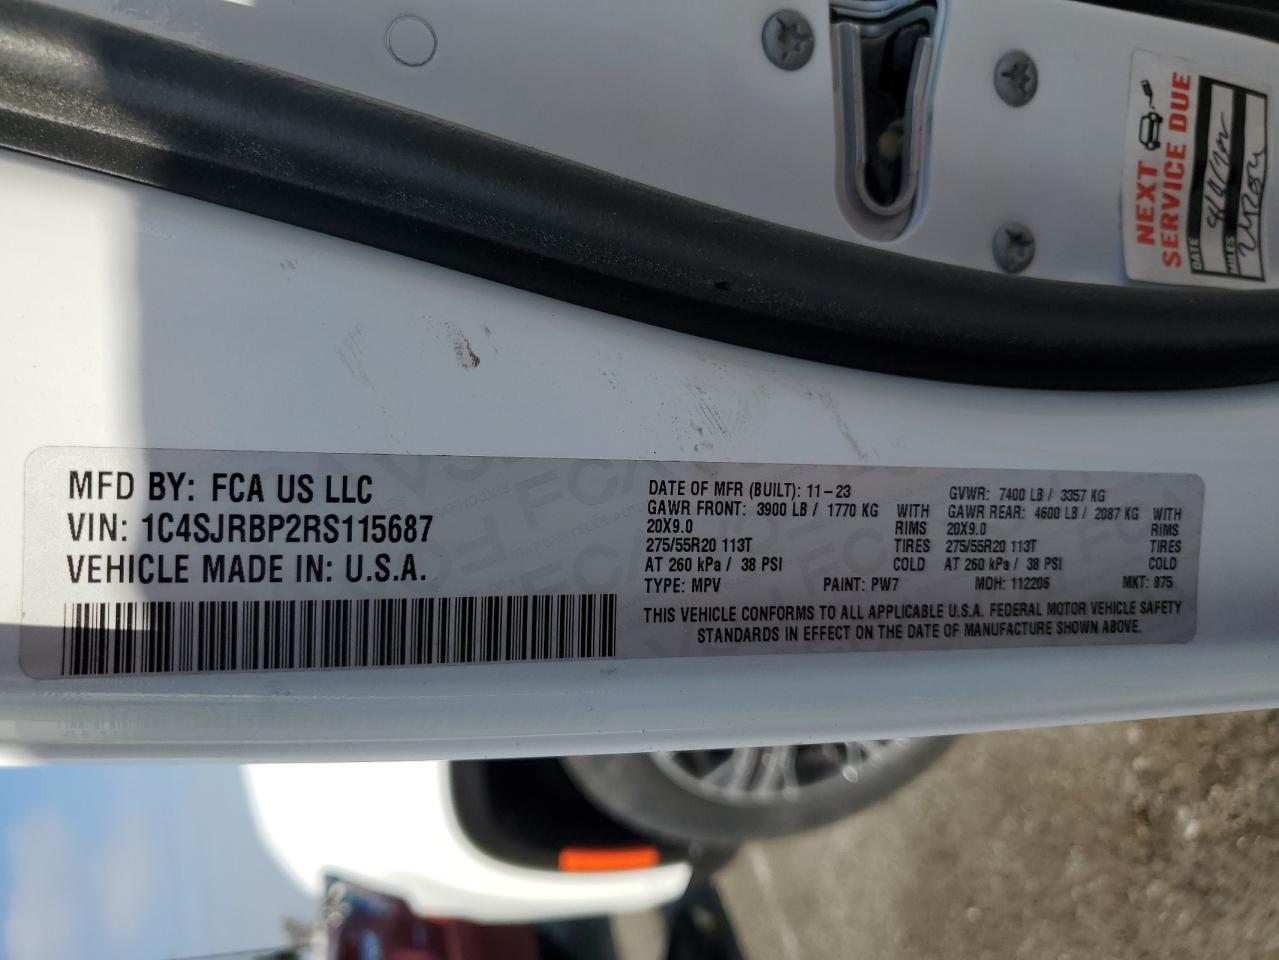 NEXT
SERVICE DUE
DATE
MILES
MFD BY: FCA US LLC
VIN: 1C4SJRBP2RS115687
VEHICLE MADE IN: U.S.A.
DATE OF MFR (BUILT): 11-23 GVWR: 7400 LB / 3357 KG
GAWR FRONT: 3900 LB / 1770 KG WITH GAWR REAR: 4600 LB / 2087 KG WITH
20X9.0 RIMS 20X9.0 RIMS
275/55R20 113T TIRES 275/55R20 113T TIRES
AT 260 kPa / 38 PSI COLD AT 260 kPa / 38 PSI COLD
TYPE: MPV PAINT: PW7 MDH: 112206 MKT: 875
THIS VEHICLE CONFORMS TO ALL APPLICABLE U.S.A. FEDERAL MOTOR VEHICLE SAFETY
STANDARDS IN EFFECT ON THE DATE OF MANUFACTURE SHOWN ABOVE.